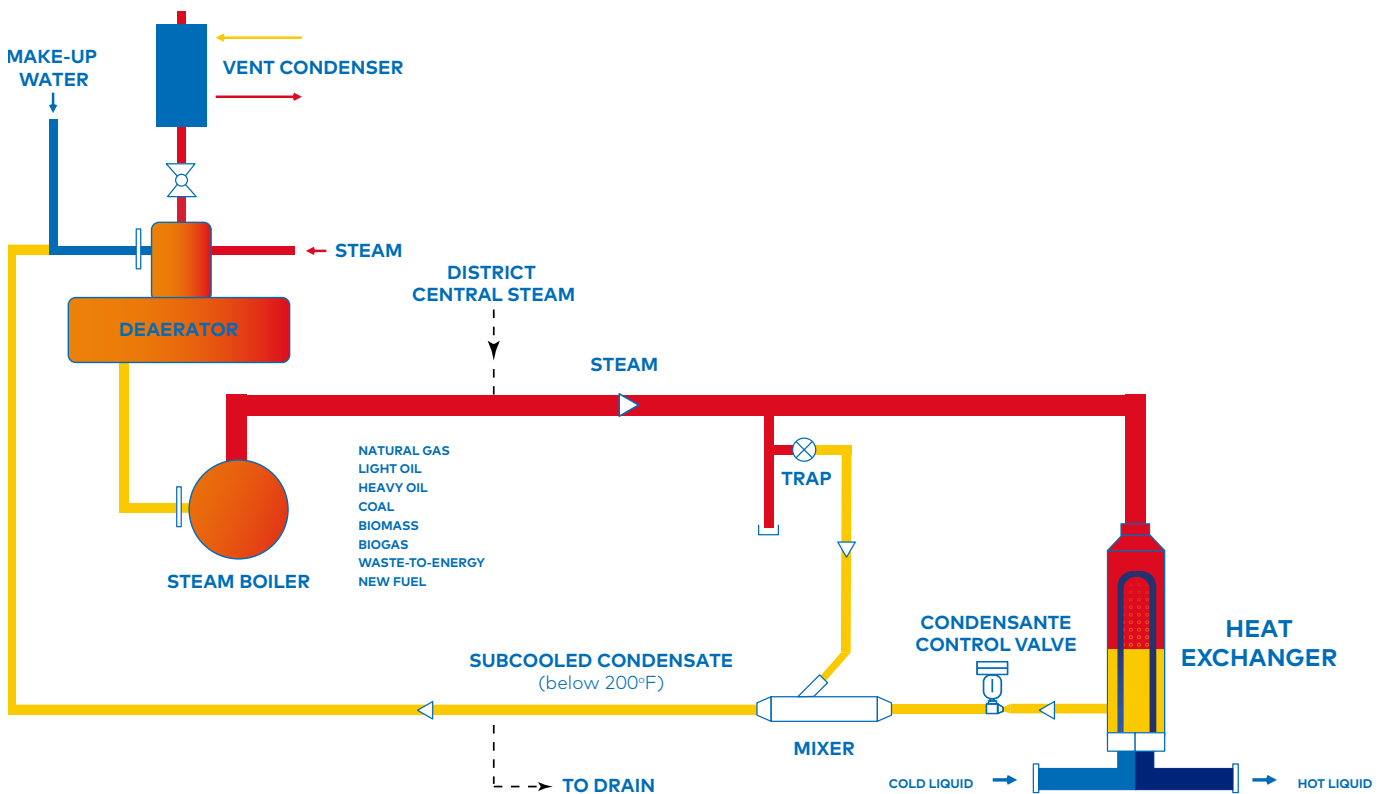 MAKE-UP
WATER
VENT CONDENSER
STEAM
DEAERATOR
DISTRICT
CENTRAL STEAM
STEAM
NATURAL GAS
LIGHT OIL
HEAVY OIL
COAL
BIOMASS
BIOGAS
WASTE-TO-ENERGY
NEW FUEL
TRAP
STEAM BOILER
CONDENSANTE
CONTROL VALVE
HEAT
EXCHANGER
SUBCOOLED CONDENSATE
(below 200°F)
MIXER
TO DRAIN
COLD LIQUID
HOT LIQUID